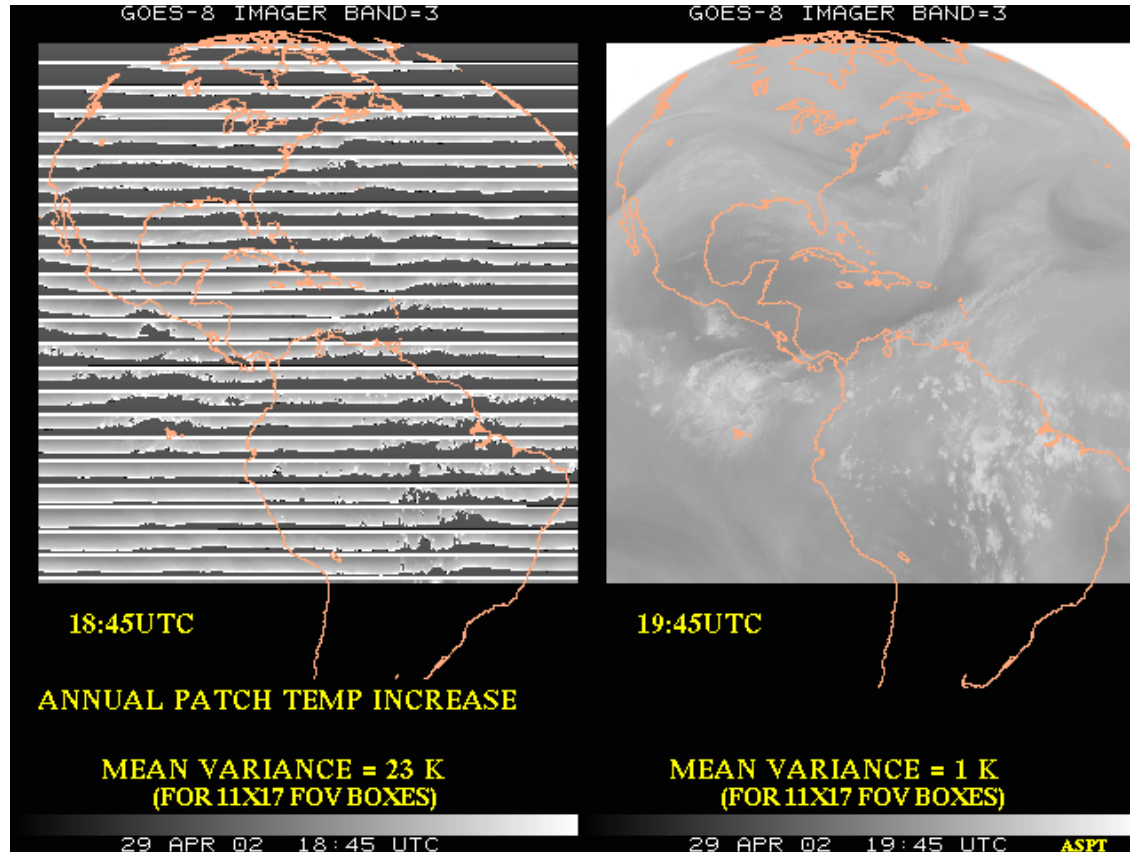 GOES-8 IMAGER BAND=3
GOES-8 IMAGER BAND=3
18:45UTC
19:45UTC
ANNUAL PATCH TEMP INCREASE
MEAN VARIANCE = 23 K
(FOR 11X17 FOV BOXES)
MEAN VARIANCE = 1 K
(FOR 11X17 FOV BOXES)
29 APR 02 18:45 UTC
29 APR 02 19:45 UTC
ASPT